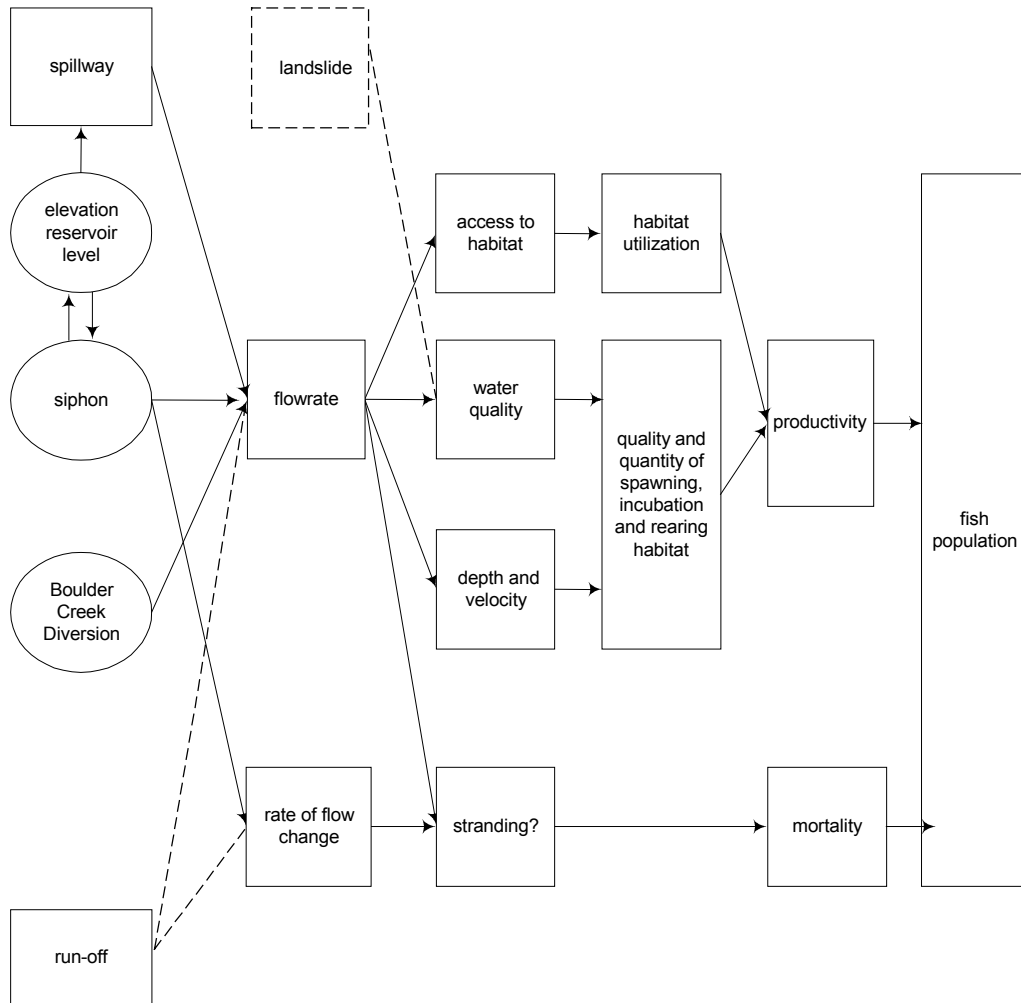 spillway
landslide
elevation
reservoir
level
access to
habitat
habitat
utilization
siphon
flowrate
water
quality
quality and
quantity of
spawning,
incubation
and rearing
habitat
productivity
fish
population
Boulder
Creek
Diversion
depth and
velocity
rate of flow
change
stranding?
mortality
run-off